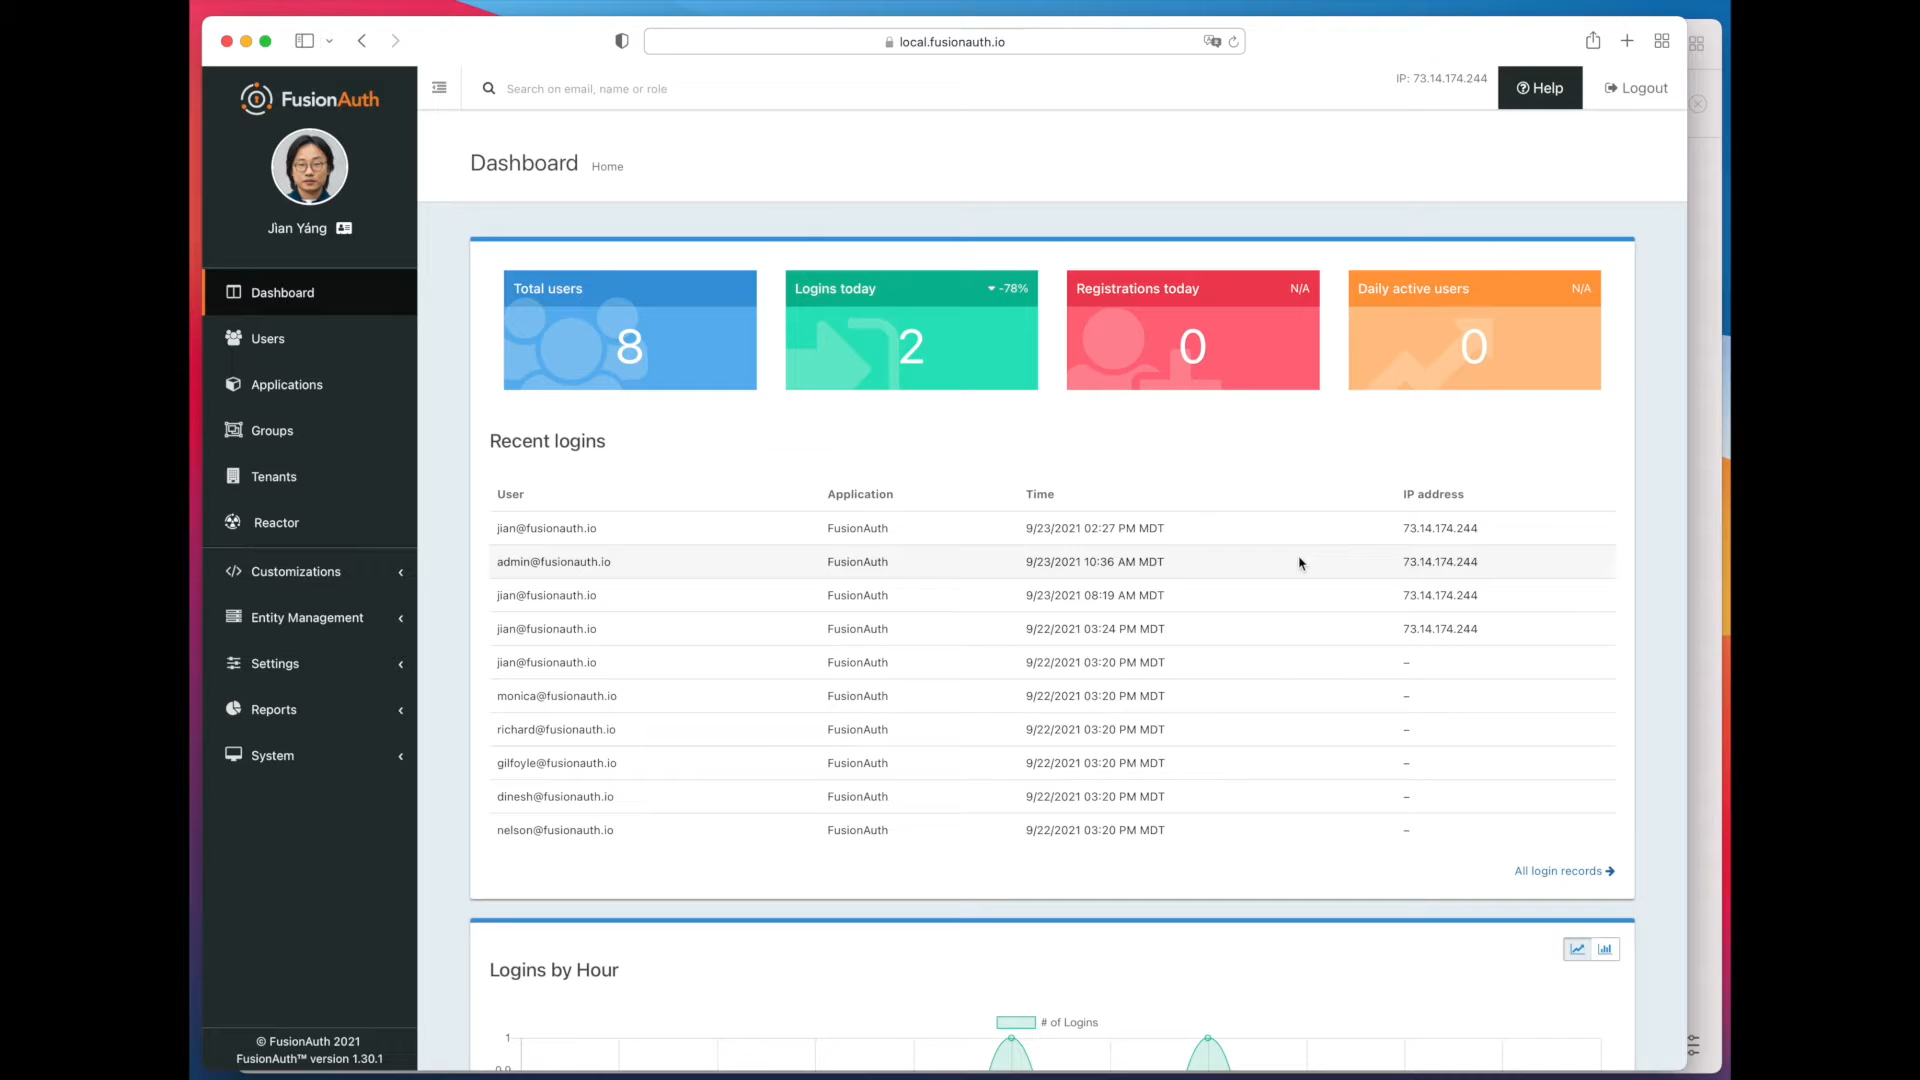 local.fusionauth.io
FusionAuth
Search on email, name or role
IP: 73.14.174.244
Help
Logout
Jìan Yáng
Dashboard
Users
Applications
Groups
Tenants
Reactor
Customizations
Entity Management
Settings
Reports
System
© FusionAuth 2021
FusionAuth™ version 1.30.1
Dashboard Home
Total users
8
Logins today -78%
2
Registrations today N/A
0
Daily active users N/A
0
Recent logins
User Application Time IP address
jian@fusionauth.io FusionAuth 9/23/2021 02:27 PM MDT 73.14.174.244
admin@fusionauth.io FusionAuth 9/23/2021 10:36 AM MDT 73.14.174.244
jian@fusionauth.io FusionAuth 9/23/2021 08:19 AM MDT 73.14.174.244
jian@fusionauth.io FusionAuth 9/22/2021 03:24 PM MDT 73.14.174.244
jian@fusionauth.io FusionAuth 9/22/2021 03:20 PM MDT –
monica@fusionauth.io FusionAuth 9/22/2021 03:20 PM MDT –
richard@fusionauth.io FusionAuth 9/22/2021 03:20 PM MDT –
gilfoyle@fusionauth.io FusionAuth 9/22/2021 03:20 PM MDT –
dinesh@fusionauth.io FusionAuth 9/22/2021 03:20 PM MDT –
nelson@fusionauth.io FusionAuth 9/22/2021 03:20 PM MDT –
All login records
Logins by Hour
# of Logins
1
0.9